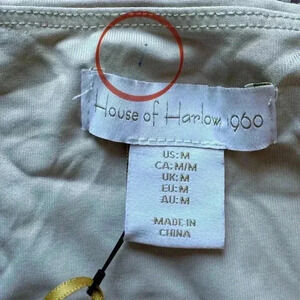 House of Harlow 1960
US: M
CA: M/M
UK: M
EU: M
AU: M
MADE IN
CHINA